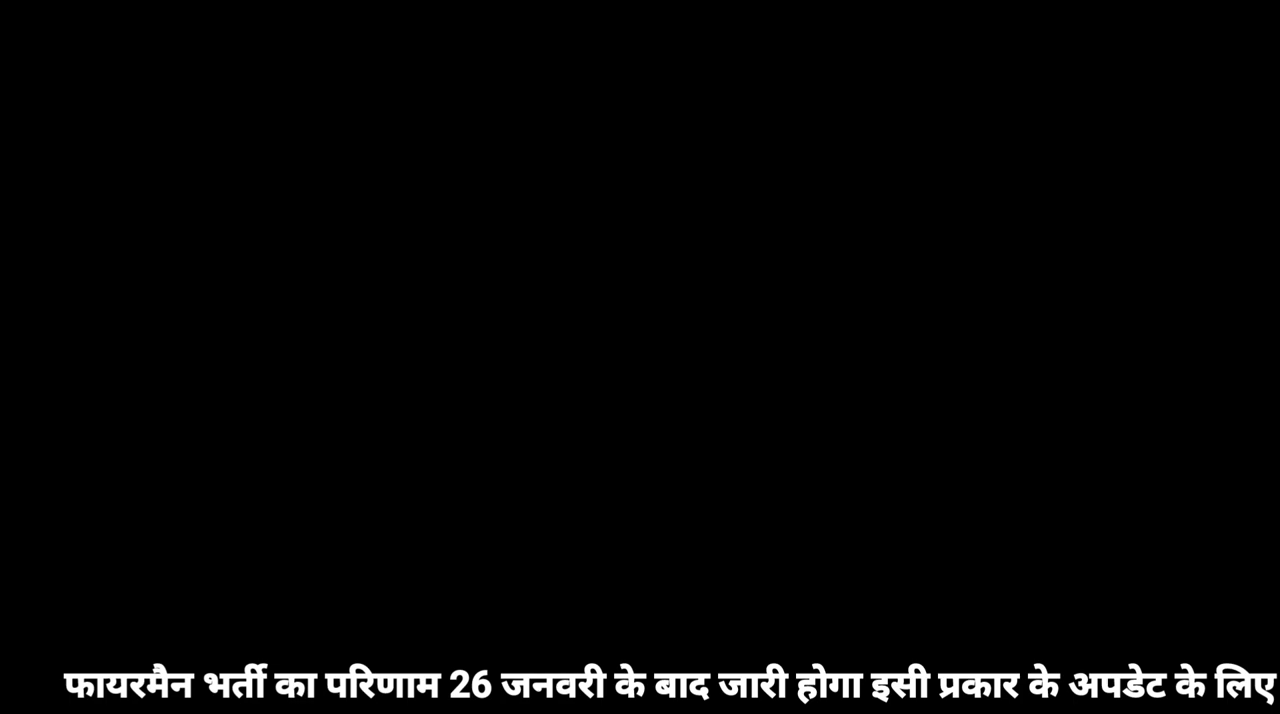 फायरमैन भर्ती का परिणाम 26 जनवरी के बाद जारी होगा इसी प्रकार के अपडेट के लिए